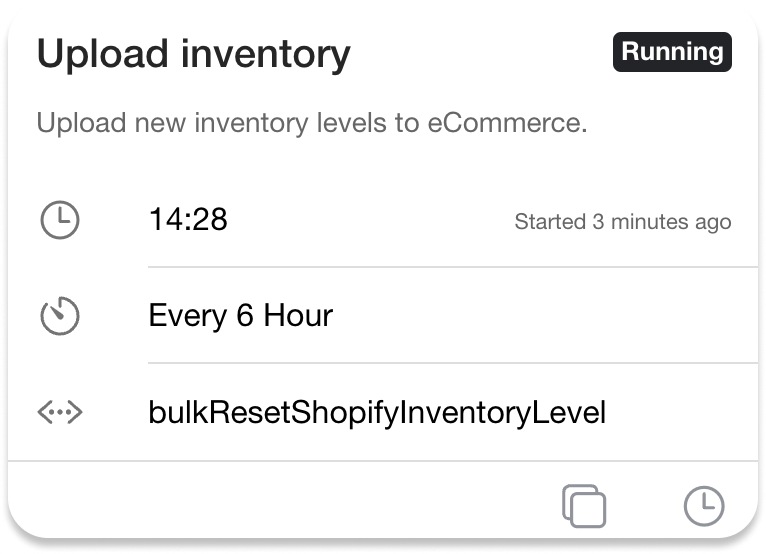 Upload inventory
Running
Upload new inventory levels to eCommerce.
14:28
Started 3 minutes ago
Every 6 Hour
bulkResetShopifyInventoryLevel